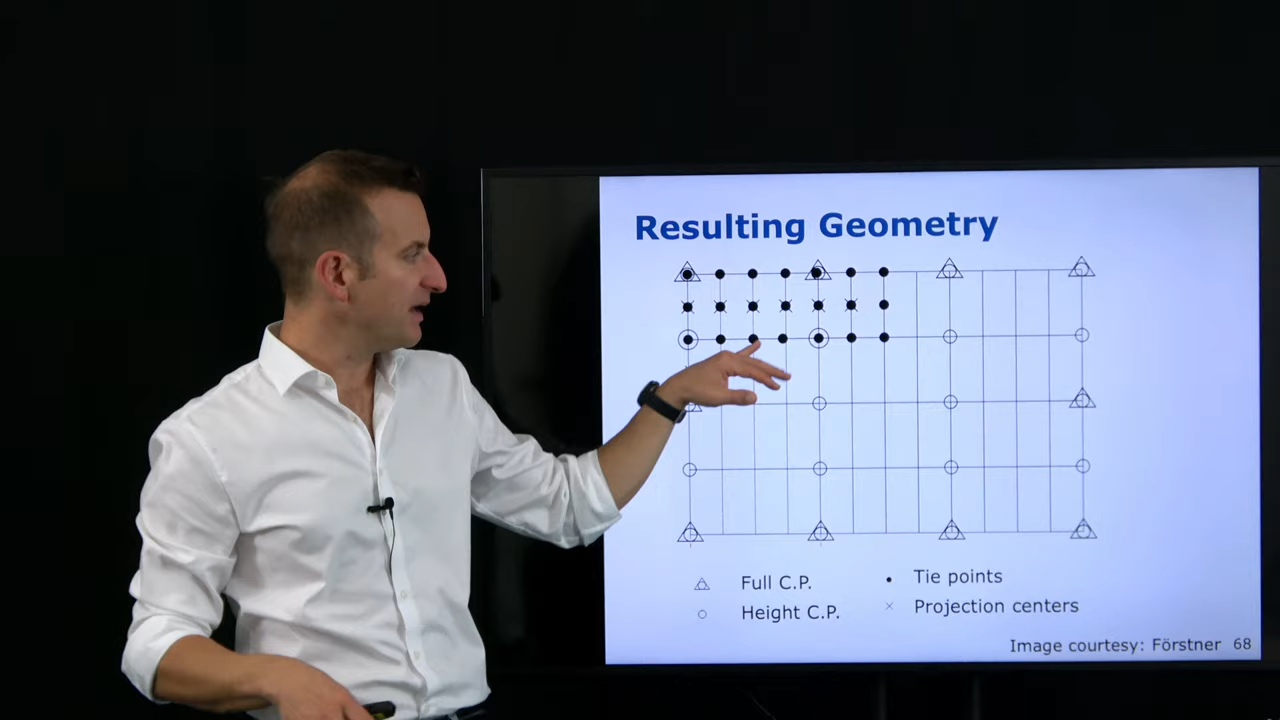 Resulting Geometry
Full C.P.
Tie points
Height C.P.
Projection centers
Image courtesy: Förstner 68